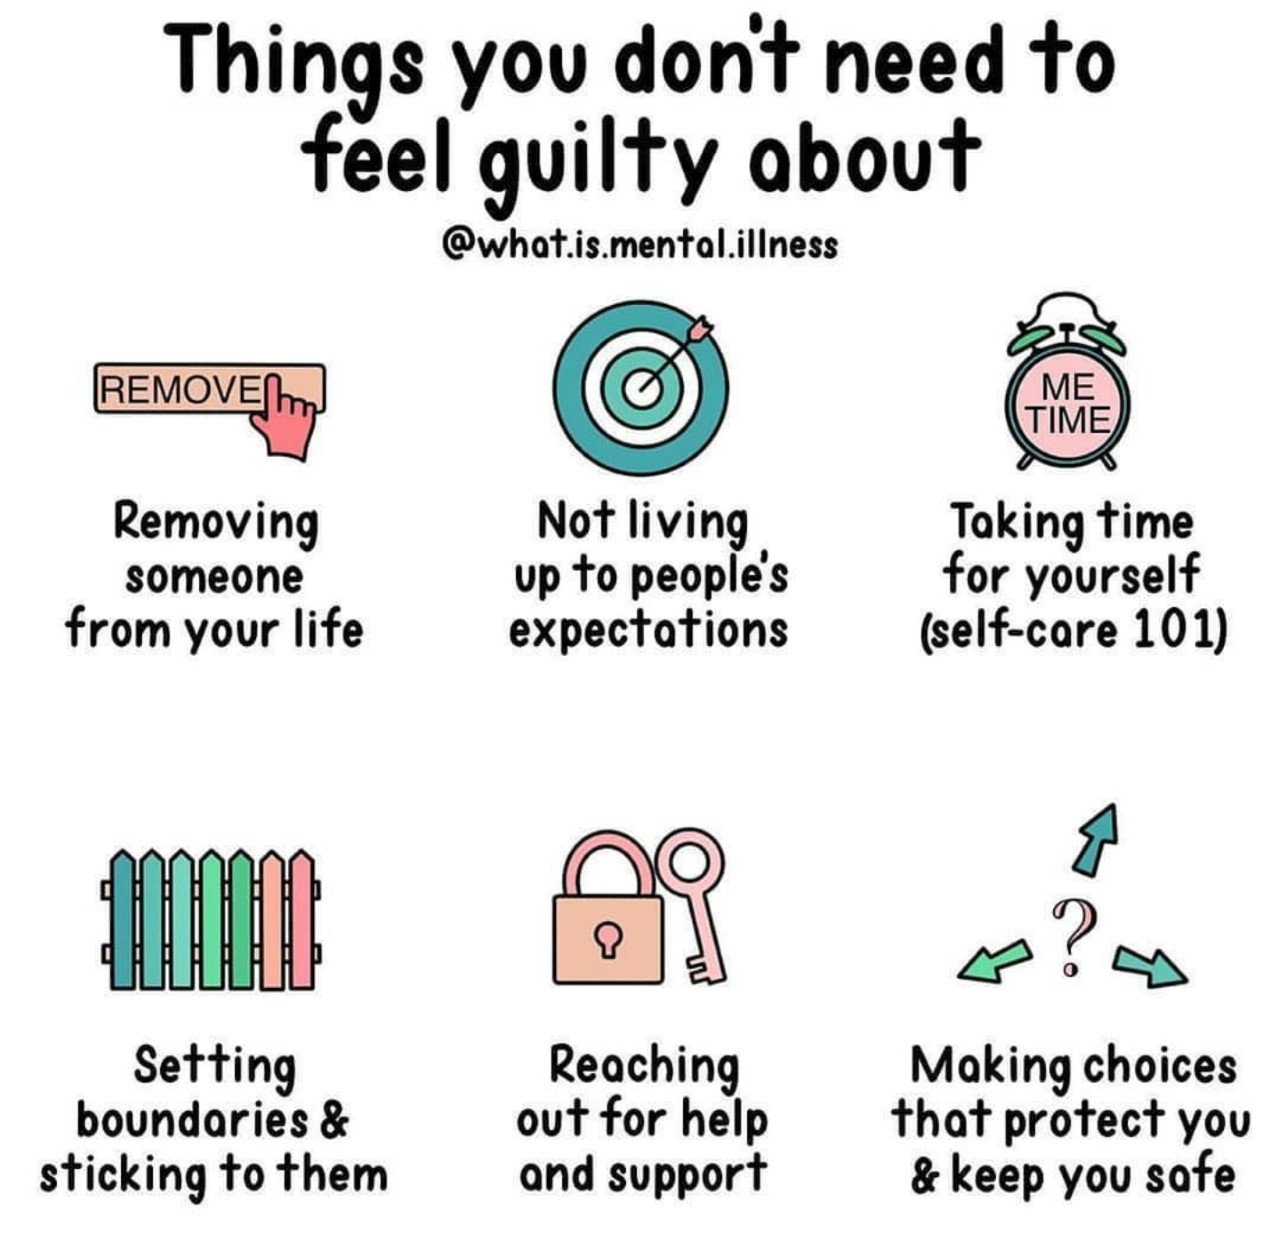 Things you don't need to
feel guilty about
@what.is.mental.illness
REMOVE
Removing
someone
from your life
Not living
up to people's
expectations
ME
TIME
Taking time
for yourself
(self-care 101)
Setting
boundaries &
sticking to them
Reaching
out for help
and support
?
Making choices
that protect you
& keep you safe